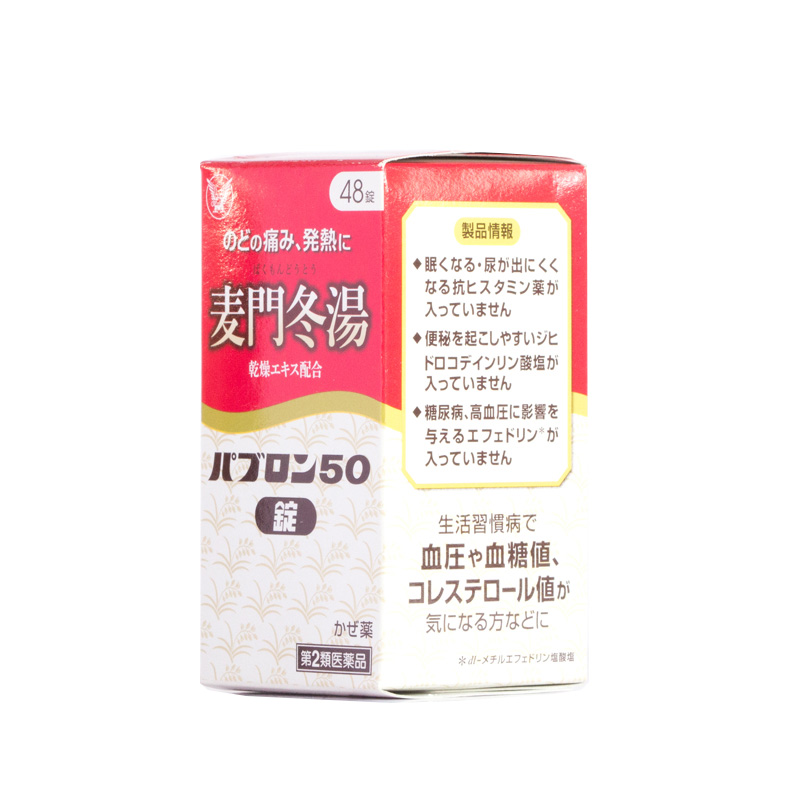 48錠
のどの痛み、発熱に
ばくもんどうとう
麦門冬湯
乾燥エキス配合
パブロン50
錠
かぜ薬
第2類医薬品
製品情報
◆眠くなる・尿が出にくく
なる抗ヒスタミン薬が
入っていません
◆便秘を起こしやすいジヒ
ドロコデインリン酸塩が
入っていません
◆糖尿病、高血圧に影響を
与えるエフェドリン*が
入っていません
生活習慣病で
血圧や血糖値、
コレステロール値が
気になる方などに
*dl-メチルエフェドリン塩酸塩